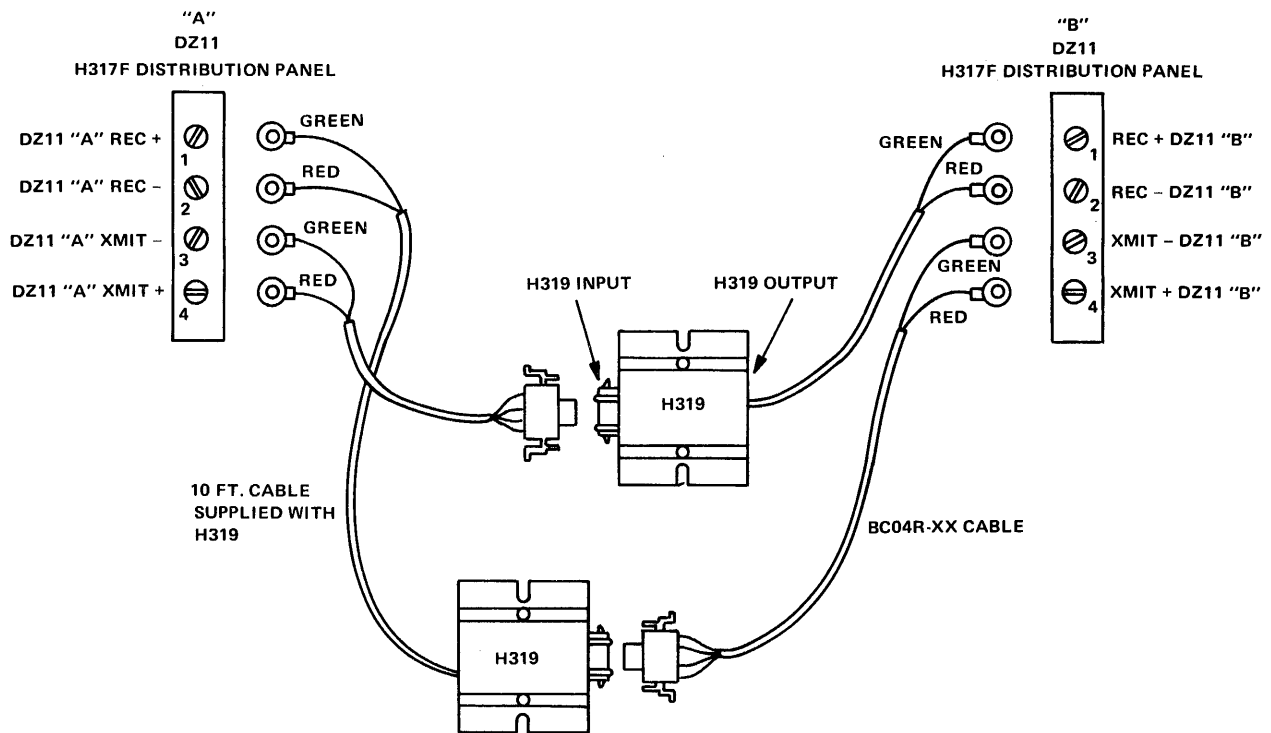 "A"
DZ11
H317F DISTRIBUTION PANEL
DZ11 "A" REC +
1
DZ11 "A" REC –
2
DZ11 "A" XMIT –
3
DZ11 "A" XMIT +
4
GREEN
RED
GREEN
RED
"B"
DZ11
H317F DISTRIBUTION PANEL
GREEN
RED
GREEN
RED
1
REC + DZ11 "B"
2
REC – DZ11 "B"
3
XMIT – DZ11 "B"
4
XMIT + DZ11 "B"
H319 INPUT
H319 OUTPUT
H319
10 FT. CABLE
SUPPLIED WITH
H319
BC04R-XX CABLE
H319